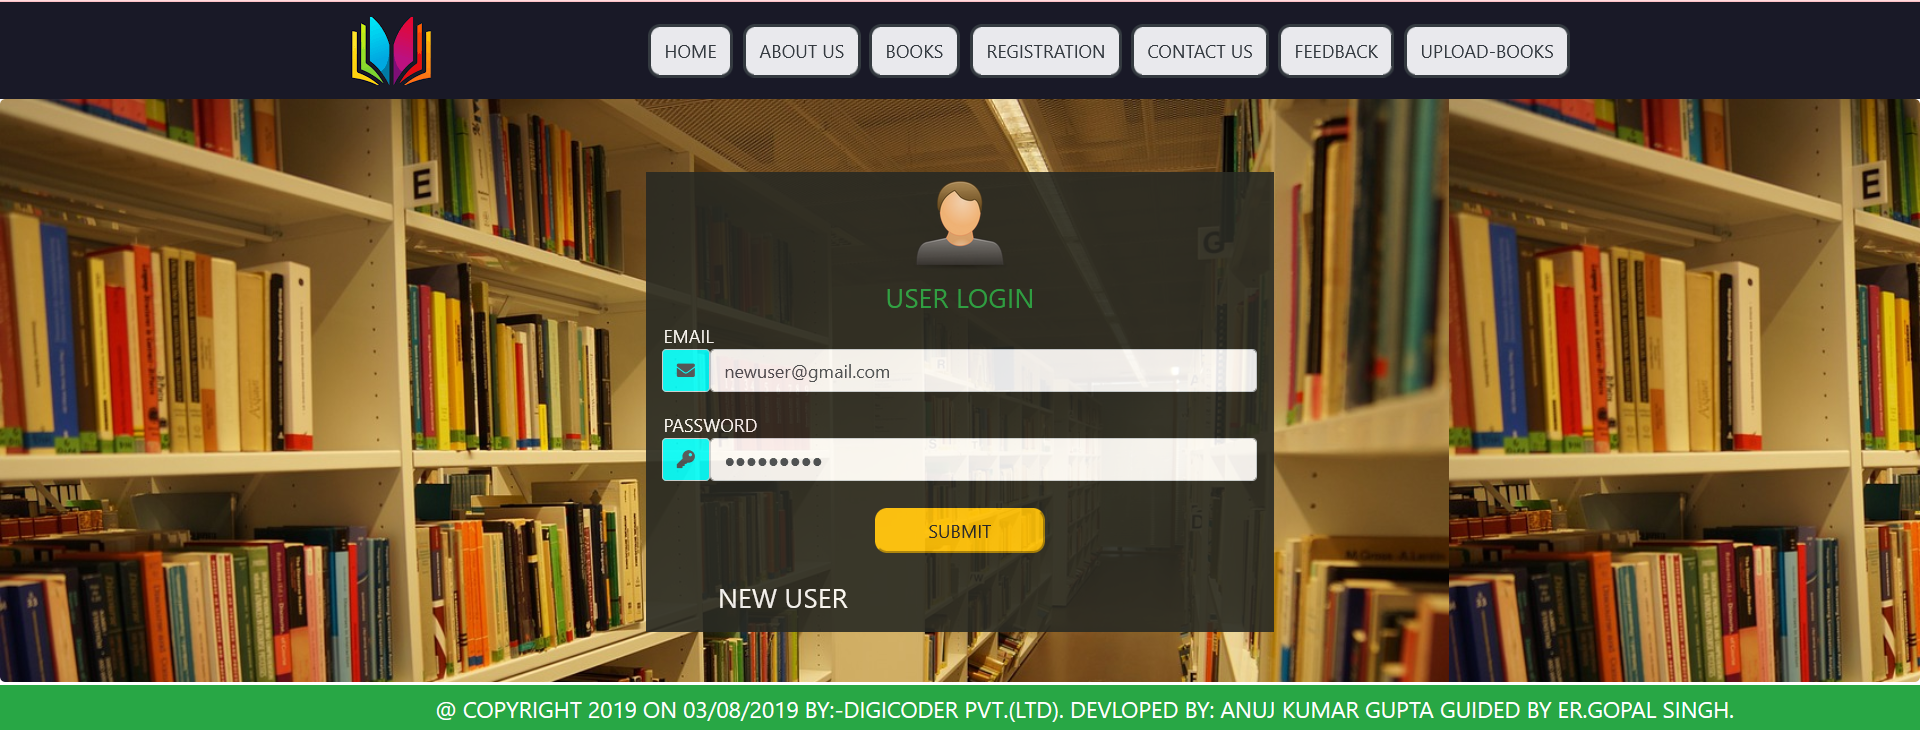 HOME ABOUT US BOOKS REGISTRATION CONTACT US FEEDBACK UPLOAD-BOOKS
E
E
G
USER LOGIN
EMAIL
newuser@gmail.com
PASSWORD
•••••••••
SUBMIT
NEW USER
@ COPYRIGHT 2019 ON 03/08/2019 BY:-DIGICODER PVT.(LTD). DEVLOPED BY: ANUJ KUMAR GUPTA GUIDED BY ER.GOPAL SINGH.